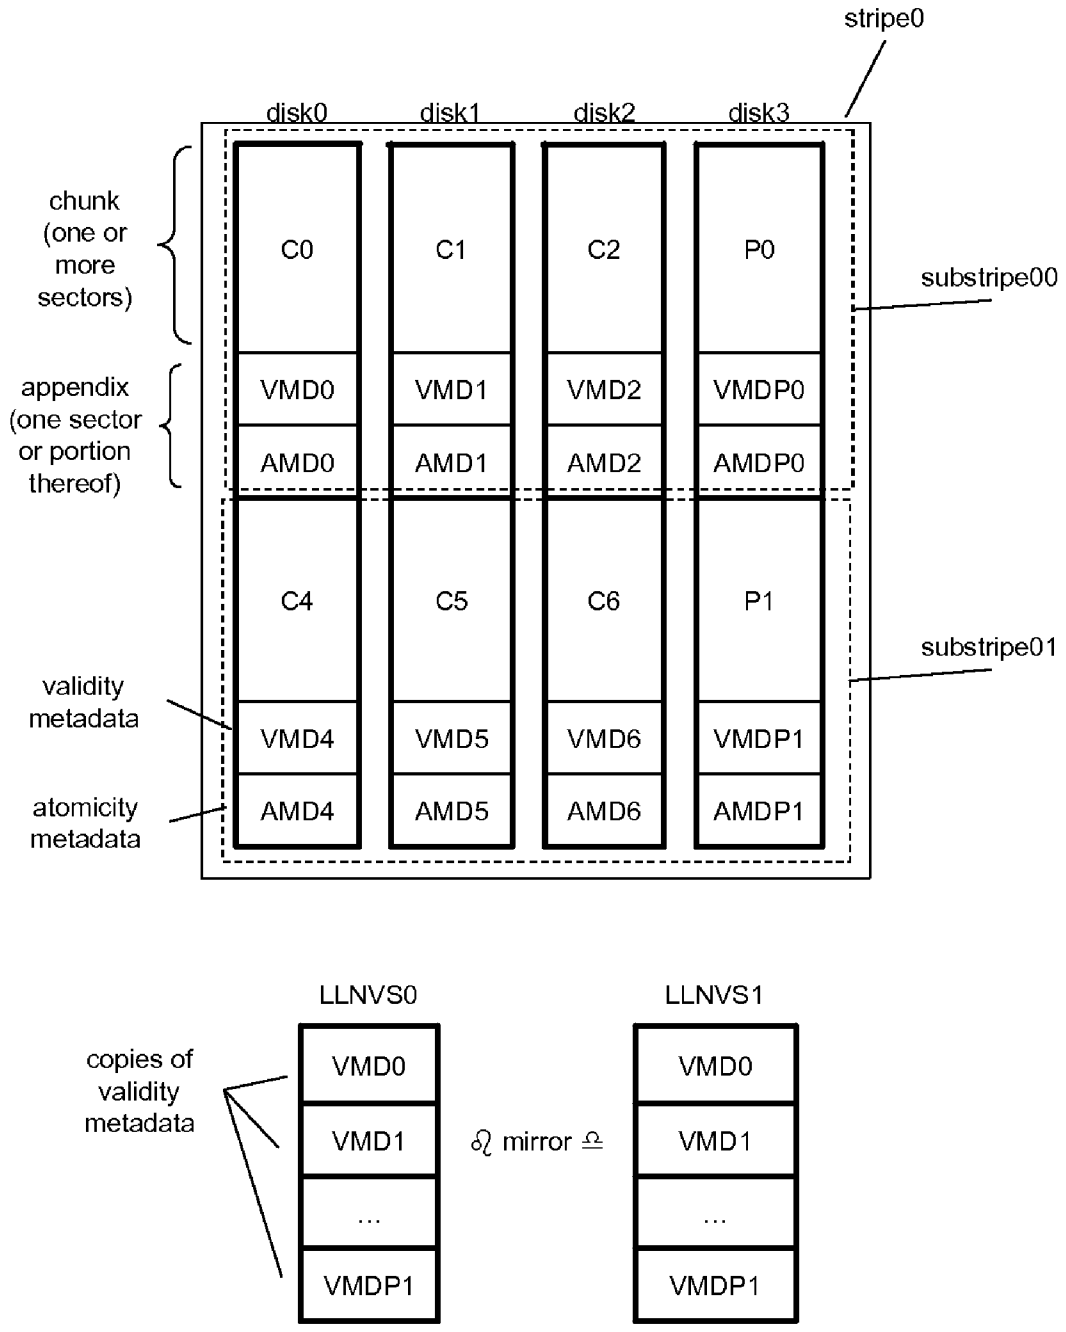 stripe0
disk0 disk1 disk2 disk3
chunk
(one or
more
sectors)
C0 C1 C2 P0
substripe00
appendix
(one sector
or portion
thereof)
VMD0 VMD1 VMD2 VMDP0
AMD0 AMD1 AMD2 AMDP0
C4 C5 C6 P1
substripe01
validity
metadata
VMD4 VMD5 VMD6 VMDP1
atomicity
metadata
AMD4 AMD5 AMD6 AMDP1
LLNVS0 LLNVS1
copies of
validity
metadata
VMD0 VMD0
VMD1 ♌ mirror ♎ VMD1
... ...
VMDP1 VMDP1